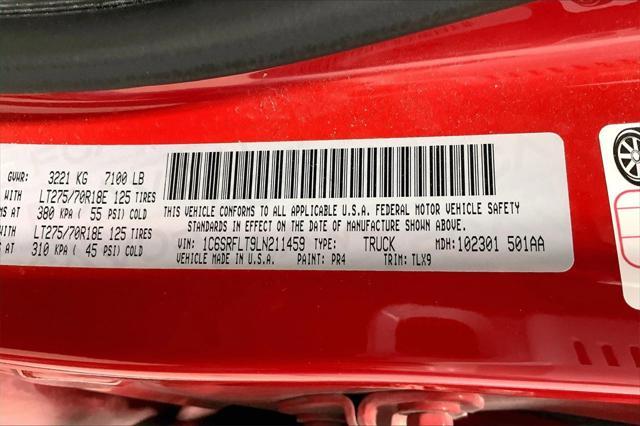 GVWR: 3221 KG 7100 LB
WITH LT275/70R18E 125 TIRES
MS AT 380 KPA ( 55 PSI) COLD
WITH LT275/70R18E 125 TIRES
MS AT 310 KPA ( 45 PSI) COLD
THIS VEHICLE CONFORMS TO ALL APPLICABLE U.S.A. FEDERAL MOTOR VEHICLE SAFETY
STANDARDS IN EFFECT ON THE DATE OF MANUFACTURE SHOWN ABOVE.
VIN: 1C6SRFLT9LN211459 TYPE: TRUCK MDH: 102301 501AA
VEHICLE MADE IN U.S.A. PAINT: PR4 TRIM: TLX9